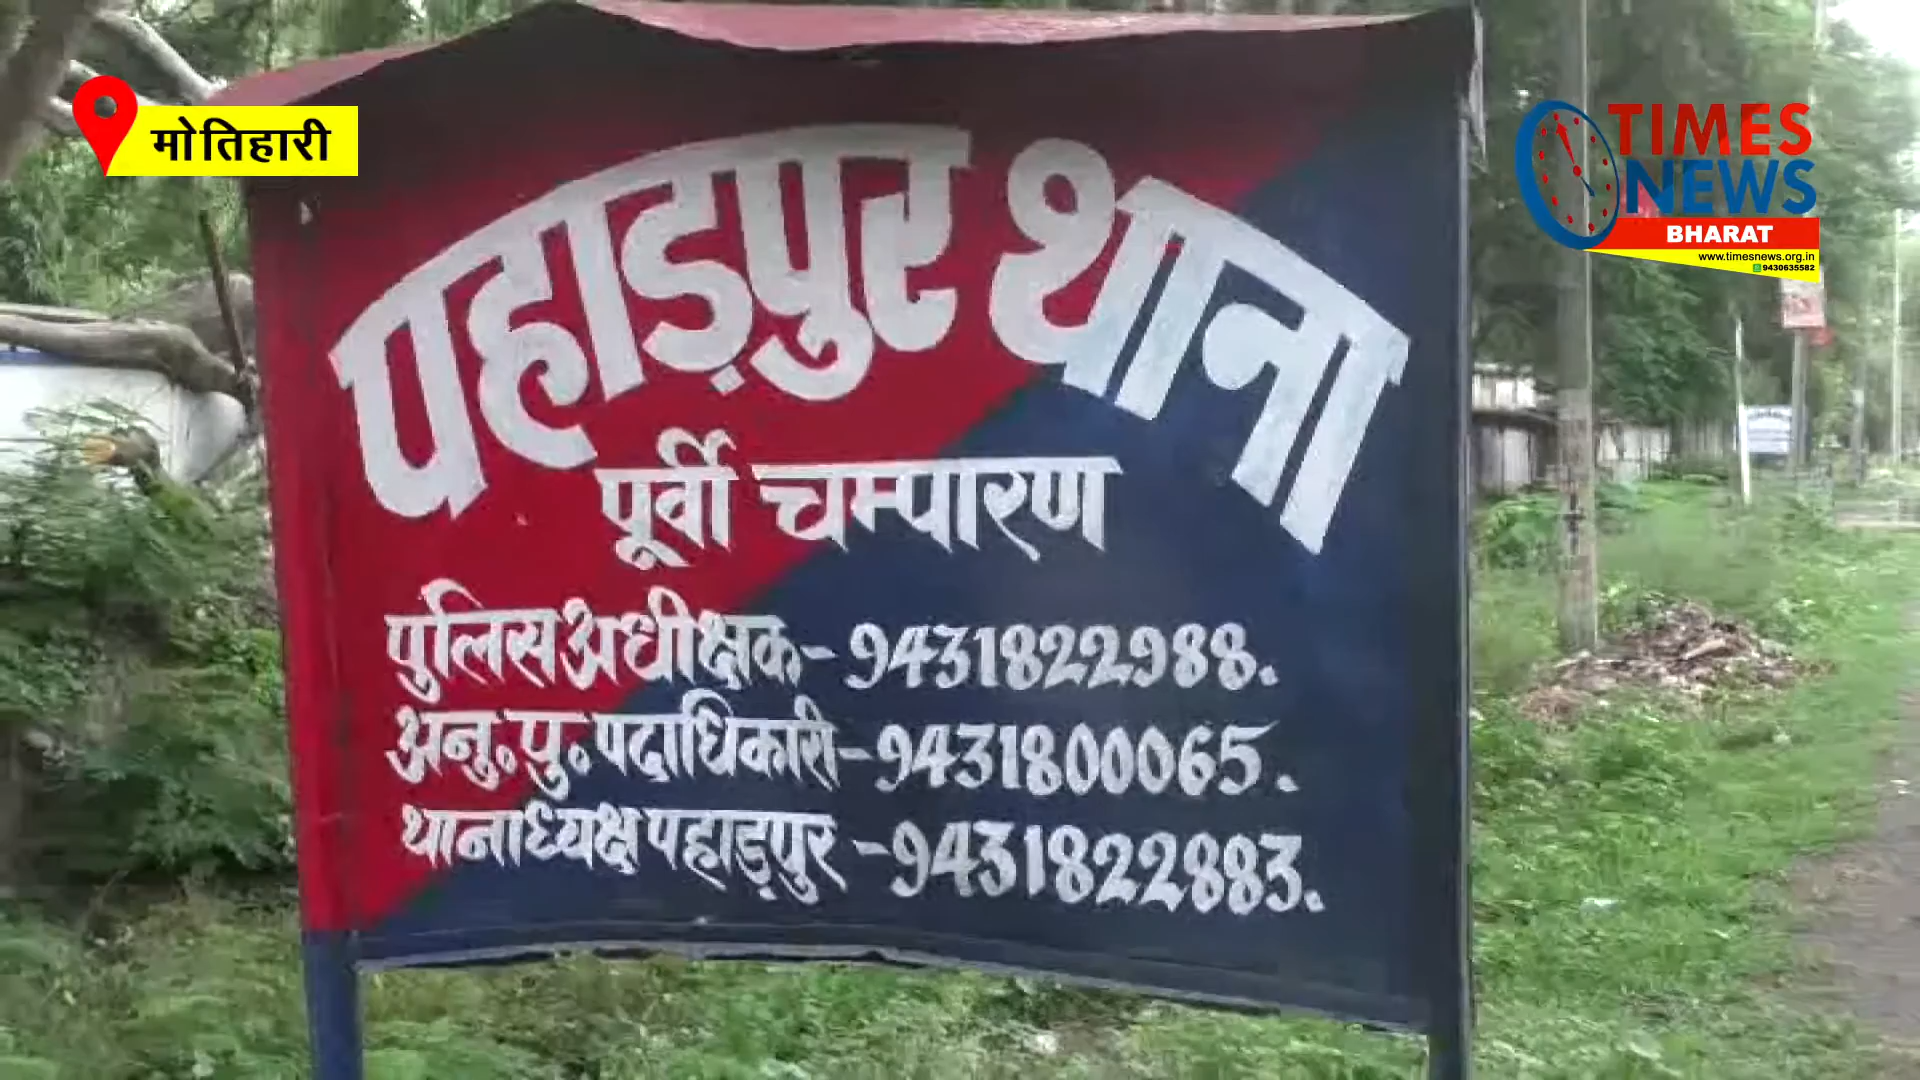 मोतिहारी
TIMES
NEWS
BHARAT
www.timesnews.org.in
9430635582
पहाड़पुर थाना
पूर्वी चम्पारण
पुलिस अधीक्षक - 9431822988.
अनु. पु. पदाधिकारी - 9431800065.
थानाध्यक्ष पहाड़पुर - 9431822883.